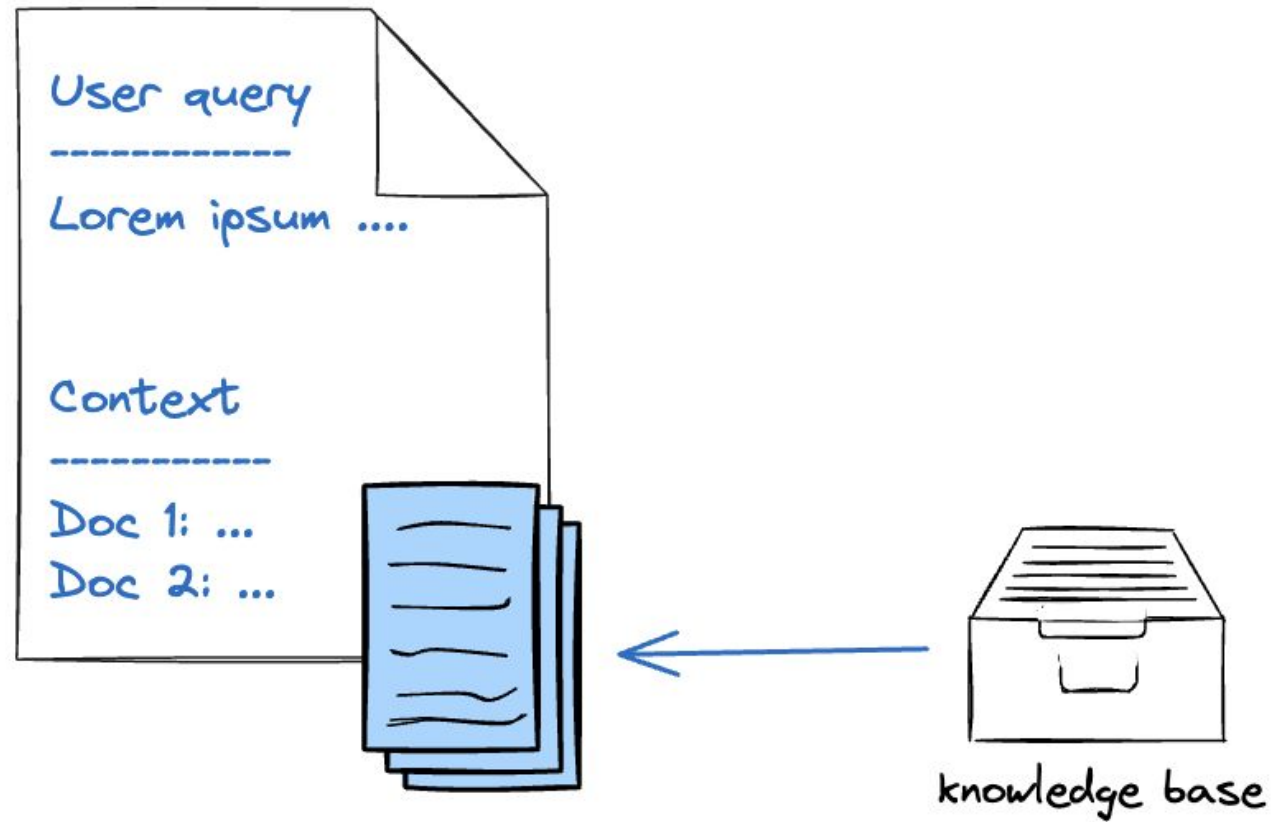 User query
------------
Lorem ipsum ....
Context
-----------
Doc 1: ...
Doc 2: ...
knowledge base